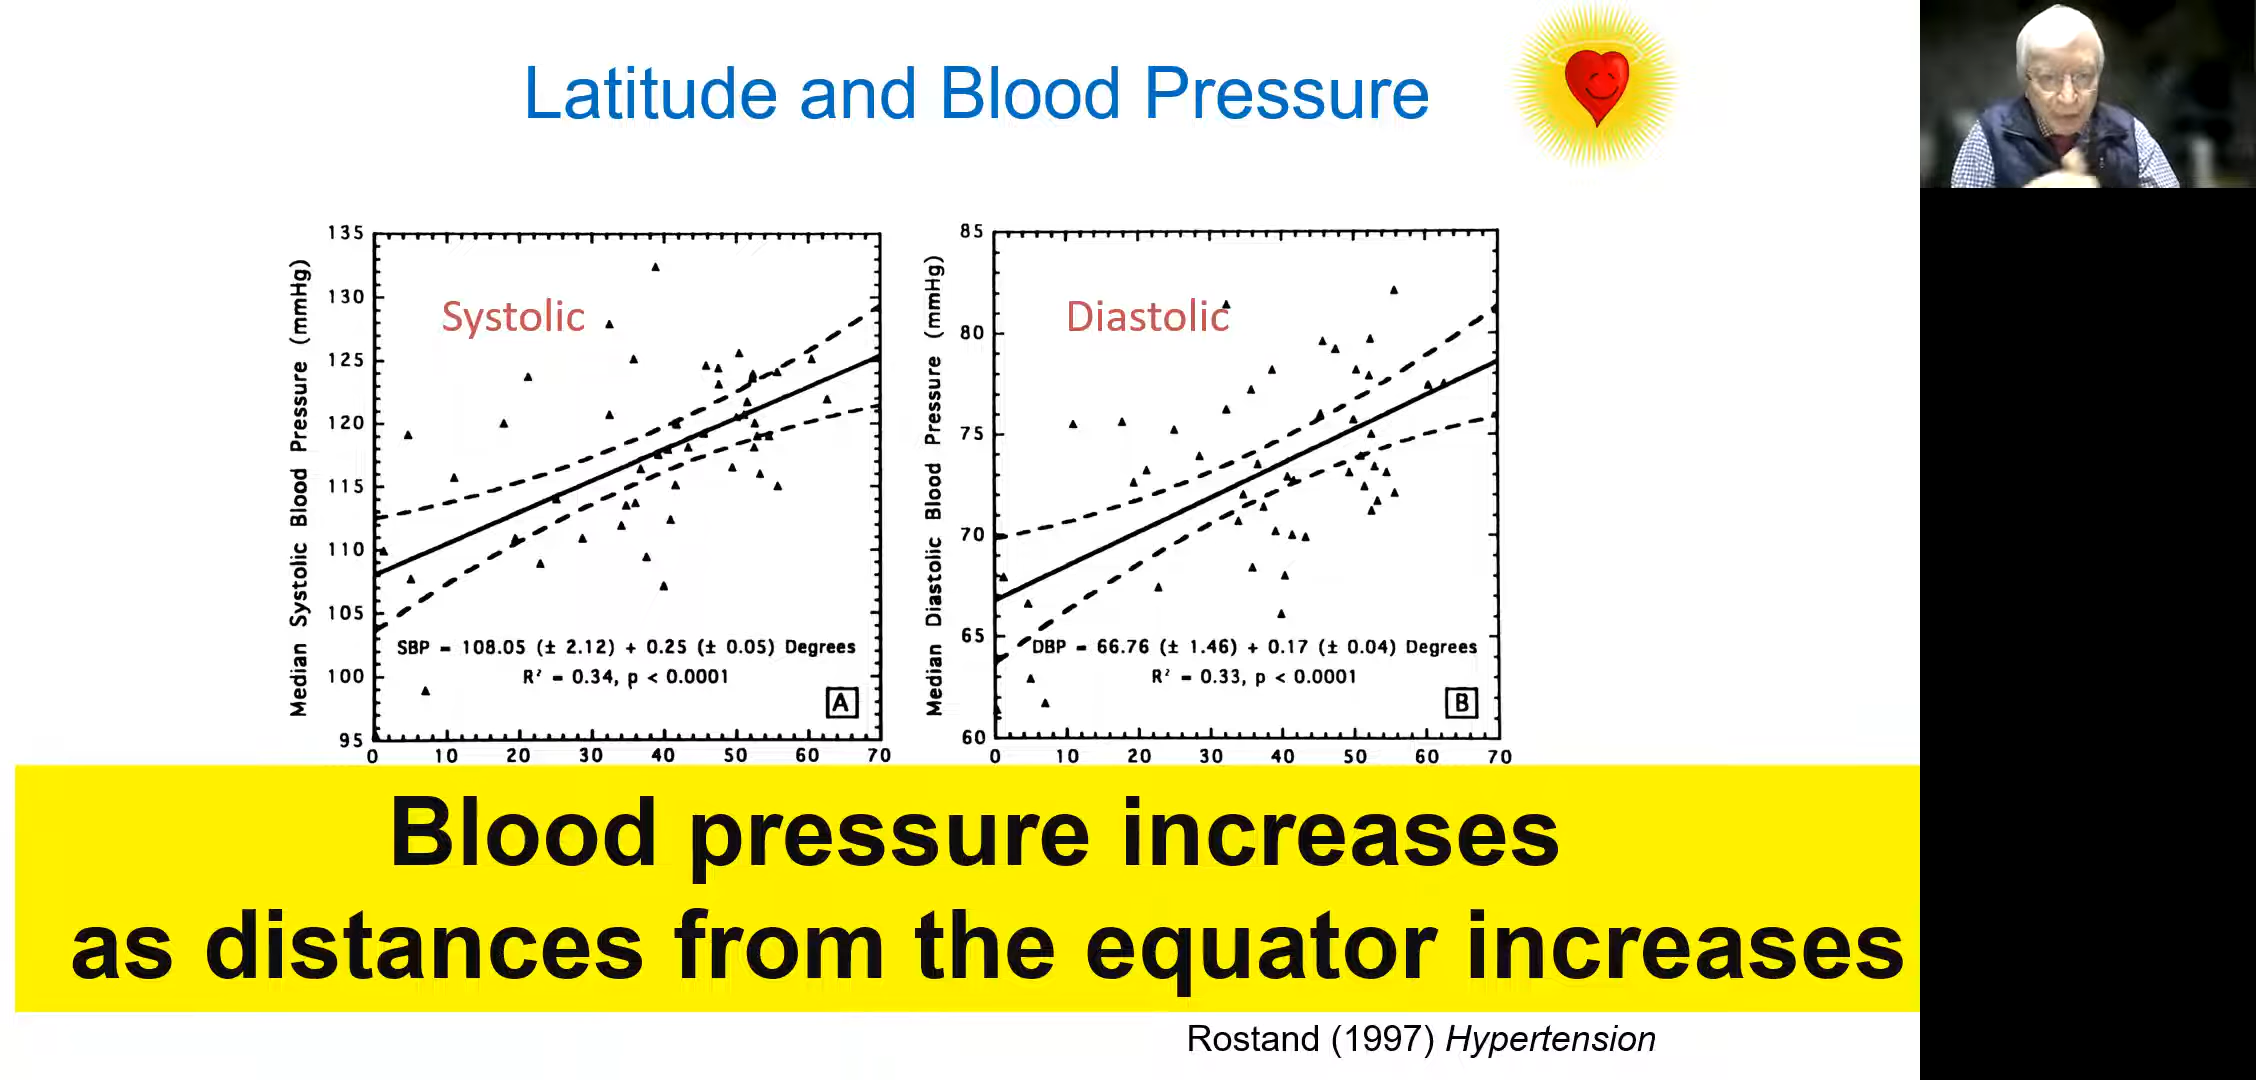 Latitude and Blood Pressure
Median Systolic Blood Pressure (mmHg)
135
130
125
120
115
110
105
100
95
Systolic
SBP = 108.05 (± 2.12) + 0.25 (± 0.05) Degrees
R² = 0.34, p < 0.0001
A
0 10 20 30 40 50 60 70
Median Diastolic Blood Pressure (mmHg)
85
80
75
70
65
60
Diastolic
DBP = 66.76 (± 1.46) + 0.17 (± 0.04) Degrees
R² = 0.33, p < 0.0001
B
0 10 20 30 40 50 60 70
Blood pressure increases
as distances from the equator increases
Rostand (1997) Hypertension